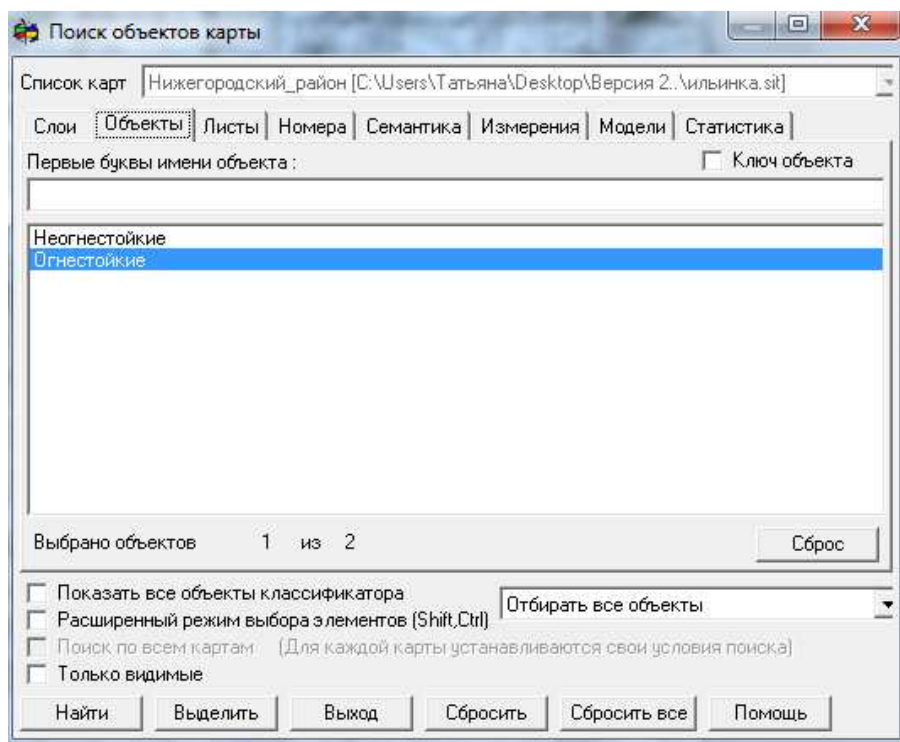 Поиск объектов карты
Список карт Нижегородский_район [C:\Users\Татьяна\Desktop\Версия 2..\ильинка.sit]
Слои Объекты Листы Номера Семантика Измерения Модели Статистика
Первые буквы имени объекта : Ключ объекта
Неогнестойкие
Огнестойкие
Выбрано объектов 1 из 2 Сброс
Показать все объекты классификатора
Отбирать все объекты
Расширенный режим выбора элементов (Shift,Ctrl)
Поиск по всем картам (Для каждой карты устанавливаются свои условия поиска)
Только видимые
Найти Выделить Выход Сбросить Сбросить все Помощь